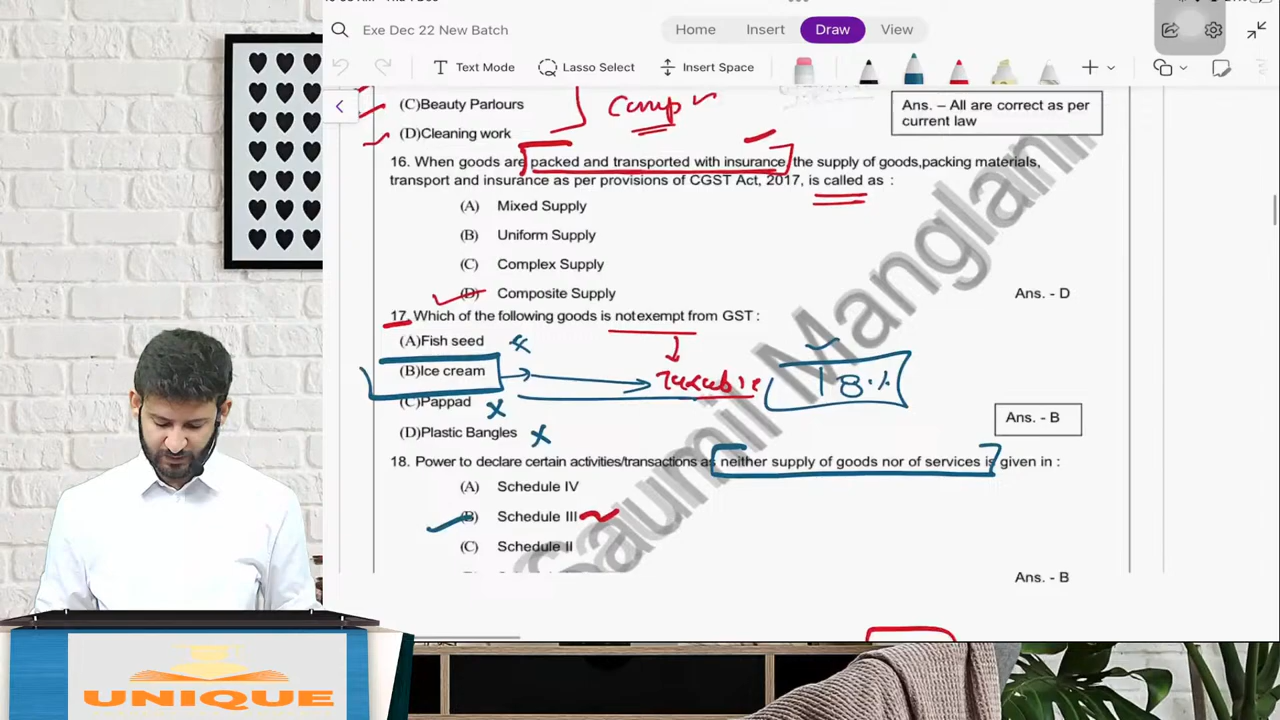 Exe Dec 22 New Batch
Home Insert Draw View
Text Mode Lasso Select Insert Space
(C)Beauty Parlours
Comp
(D)Cleaning work
Ans. – All are correct as per
current law
16. When goods are packed and transported with insurance, the supply of goods,packing materials,
transport and insurance as per provisions of CGST Act, 2017, is called as :
(A) Mixed Supply
(B) Uniform Supply
(C) Complex Supply
(D) Composite Supply
Ans. - D
17. Which of the following goods is notexempt from GST :
(A)Fish seed
(B)Ice cream
Taxable
18%
(C)Pappad
(D)Plastic Bangles
Ans. - B
18. Power to declare certain activities/transactions as neither supply of goods nor of services is given in :
(A) Schedule IV
(B) Schedule III
(C) Schedule II
Ans. - B
Saumil Manglani
UNIQUE